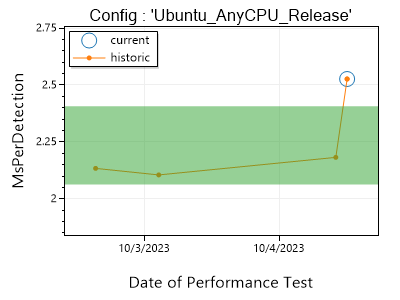 Config : 'Ubuntu_AnyCPU_Release'
2.75
current
historic
2.5
MsPerDetection
2.25
2
10/3/2023
10/4/2023
Date of Performance Test